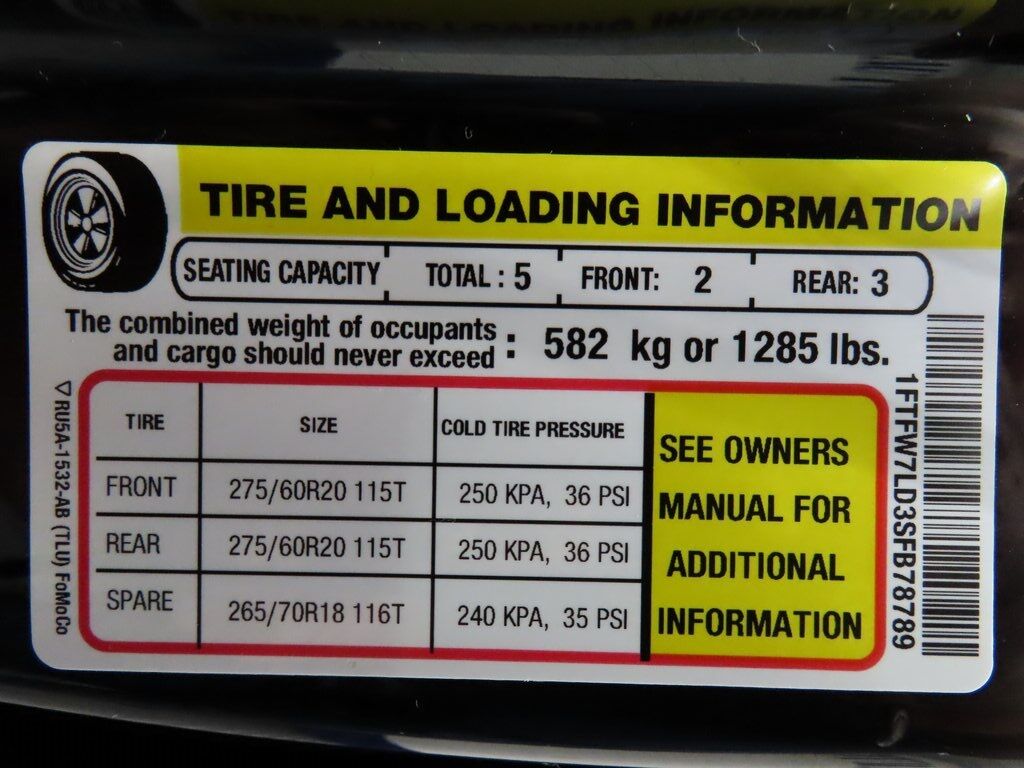 TIRE AND LOADING INFORMATION
SEATING CAPACITY TOTAL : 5 FRONT: 2 REAR: 3
The combined weight of occupants
and cargo should never exceed : 582 kg or 1285 lbs.
TIRE SIZE COLD TIRE PRESSURE
FRONT 275/60R20 115T 250 KPA, 36 PSI
REAR 275/60R20 115T 250 KPA, 36 PSI
SPARE 265/70R18 116T 240 KPA, 35 PSI
SEE OWNERS
MANUAL FOR
ADDITIONAL
INFORMATION
RU5A-1532-AB (TLU) FoMoCo
1FTFW7LD3SFB78789